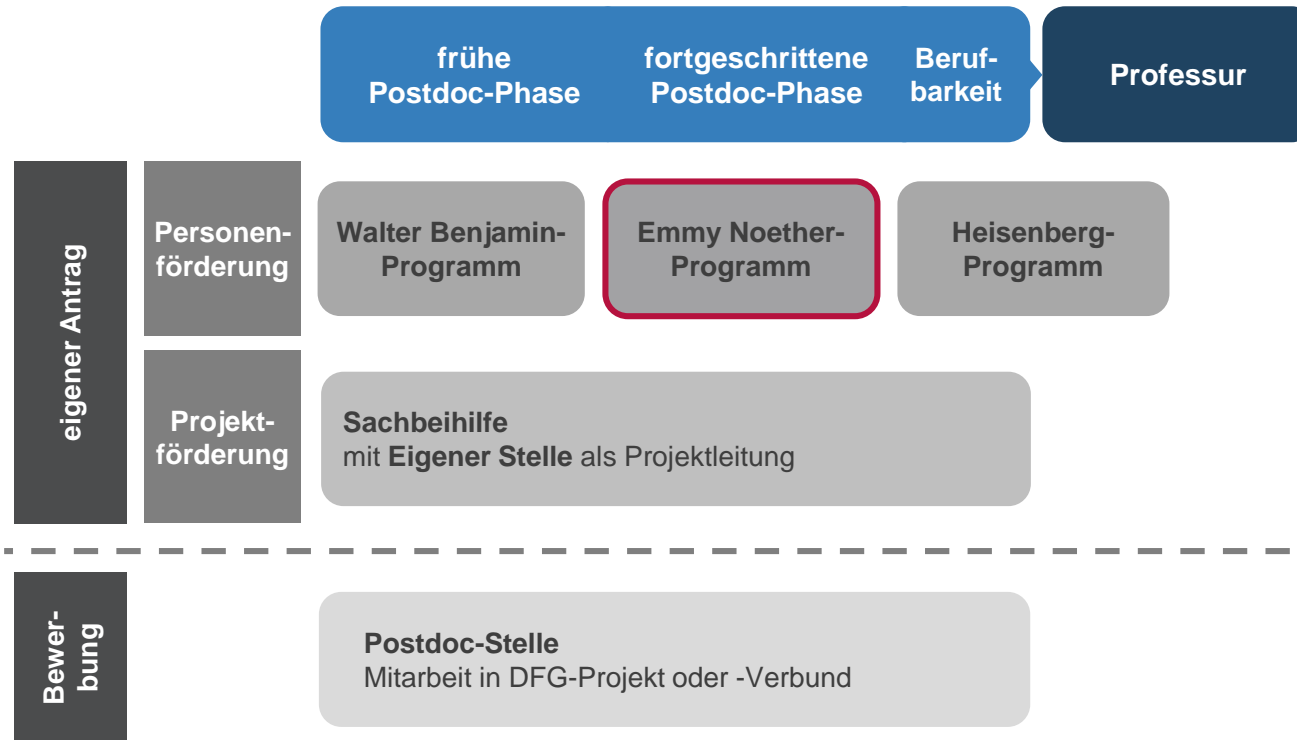 frühe
Postdoc-Phase
fortgeschrittene
Postdoc-Phase
Beruf-
barkeit
Professur
eigener Antrag
Personen-
förderung
Walter Benjamin-
Programm
Emmy Noether-
Programm
Heisenberg-
Programm
Projekt-
förderung
Sachbeihilfe
mit Eigener Stelle als Projektleitung
Bewer-
bung
Postdoc-Stelle
Mitarbeit in DFG-Projekt oder -Verbund